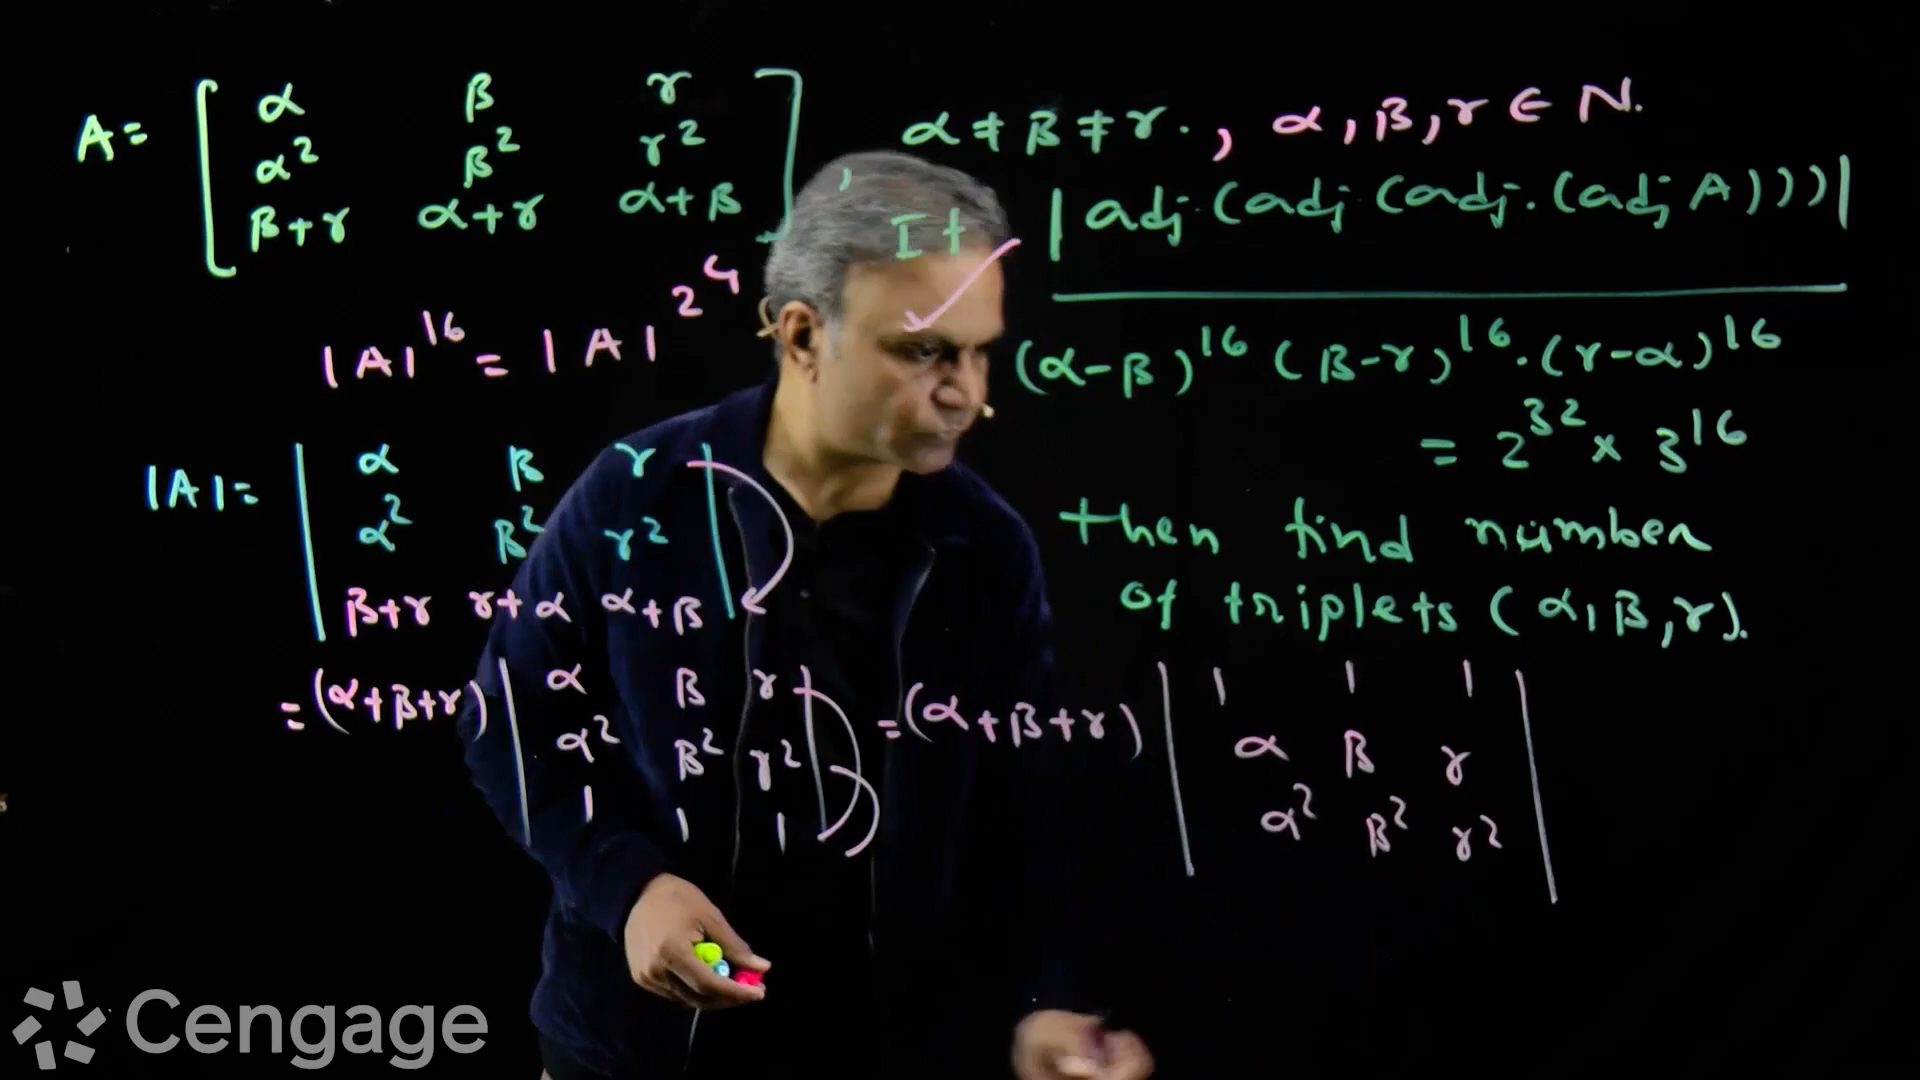 A = [ α β γ
α² β² γ²
β+γ α+γ α+β ] , α ≠ β ≠ γ. , α, β, γ ∈ N.
If |adj.(adj.(adj.(adj A)))|
(α-β)^16 (β-γ)^16 . (γ-α)^16
= 2^32 × 3^16
then find number
of triplets (α, β, γ).
|A|^16 = |A|^2^4
|A| = | α β γ
α² β² γ²
β+γ γ+α α+β |
= (α+β+γ) | α β γ
α² β² γ²
1 1 1 |
= (α+β+γ) | 1 1 1
α β γ
α² β² γ² |
Cengage